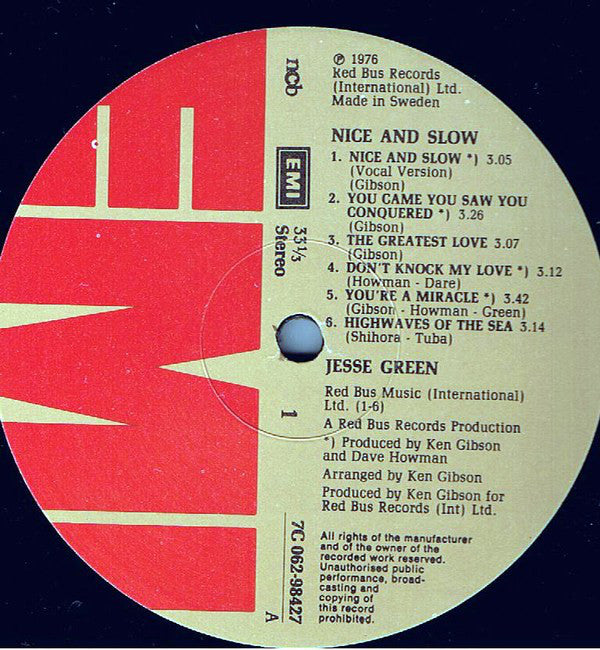 ℗ 1976
Red Bus Records
(International) Ltd.
Made in Sweden
ncb
EMI
33⅓
Stereo
1
7C 062-98427
A
NICE AND SLOW
1. NICE AND SLOW *) 3.05
(Vocal Version)
(Gibson)
2. YOU CAME YOU SAW YOU
CONQUERED *) 3.26
(Gibson)
3. THE GREATEST LOVE 3.07
(Gibson)
4. DON'T KNOCK MY LOVE *) 3.12
(Howman - Dare)
5. YOU'RE A MIRACLE *) 3.42
(Gibson - Howman - Green)
6. HIGHWAVES OF THE SEA 3.14
(Shihora - Tuba)
JESSE GREEN
Red Bus Music (International)
Ltd. (1-6)
A Red Bus Records Production
*) Produced by Ken Gibson
and Dave Howman
Arranged by Ken Gibson
Produced by Ken Gibson for
Red Bus Records (Int) Ltd.
All rights of the manufacturer
and of the owner of the
recorded work reserved.
Unauthorised public
performance, broad-
casting and
copying of
this record
prohibited.
EMI